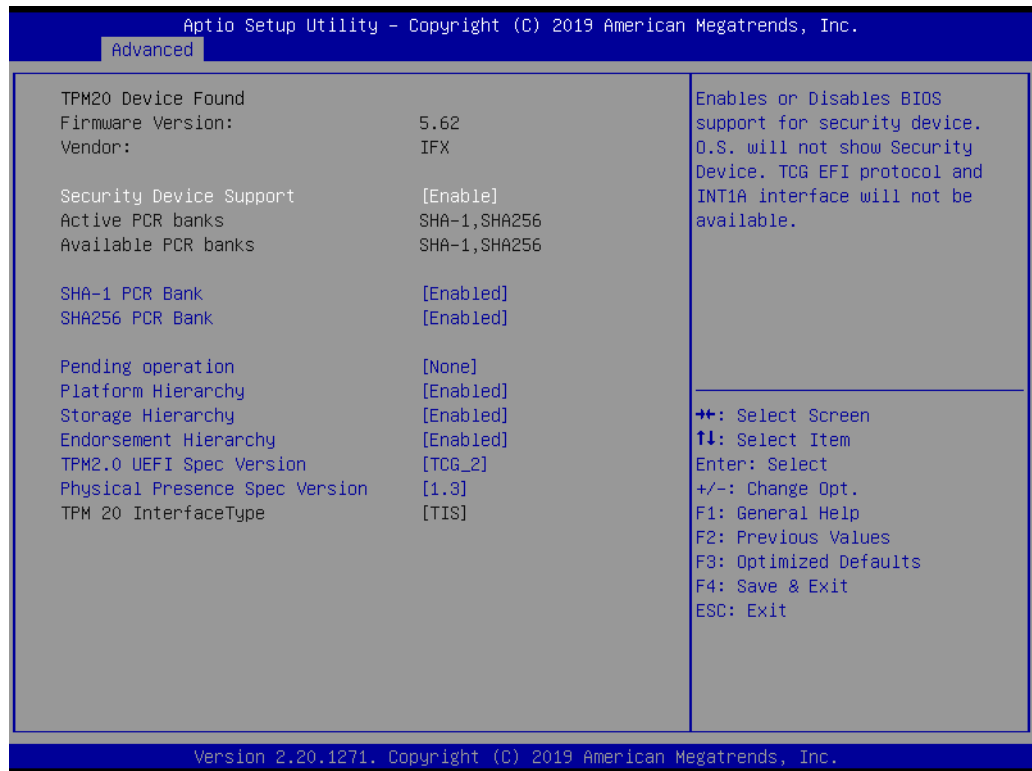 Aptio Setup Utility – Copyright (C) 2019 American Megatrends, Inc.
Advanced
TPM20 Device Found
Firmware Version: 5.62
Vendor: IFX
Security Device Support [Enable]
Active PCR banks SHA-1,SHA256
Available PCR banks SHA-1,SHA256
SHA-1 PCR Bank [Enabled]
SHA256 PCR Bank [Enabled]
Pending operation [None]
Platform Hierarchy [Enabled]
Storage Hierarchy [Enabled]
Endorsement Hierarchy [Enabled]
TPM2.0 UEFI Spec Version [TCG_2]
Physical Presence Spec Version [1.3]
TPM 20 InterfaceType [TIS]
Enables or Disables BIOS
support for security device.
O.S. will not show Security
Device. TCG EFI protocol and
INT1A interface will not be
available.
→←: Select Screen
↑↓: Select Item
Enter: Select
+/-: Change Opt.
F1: General Help
F2: Previous Values
F3: Optimized Defaults
F4: Save & Exit
ESC: Exit
Version 2.20.1271. Copyright (C) 2019 American Megatrends, Inc.